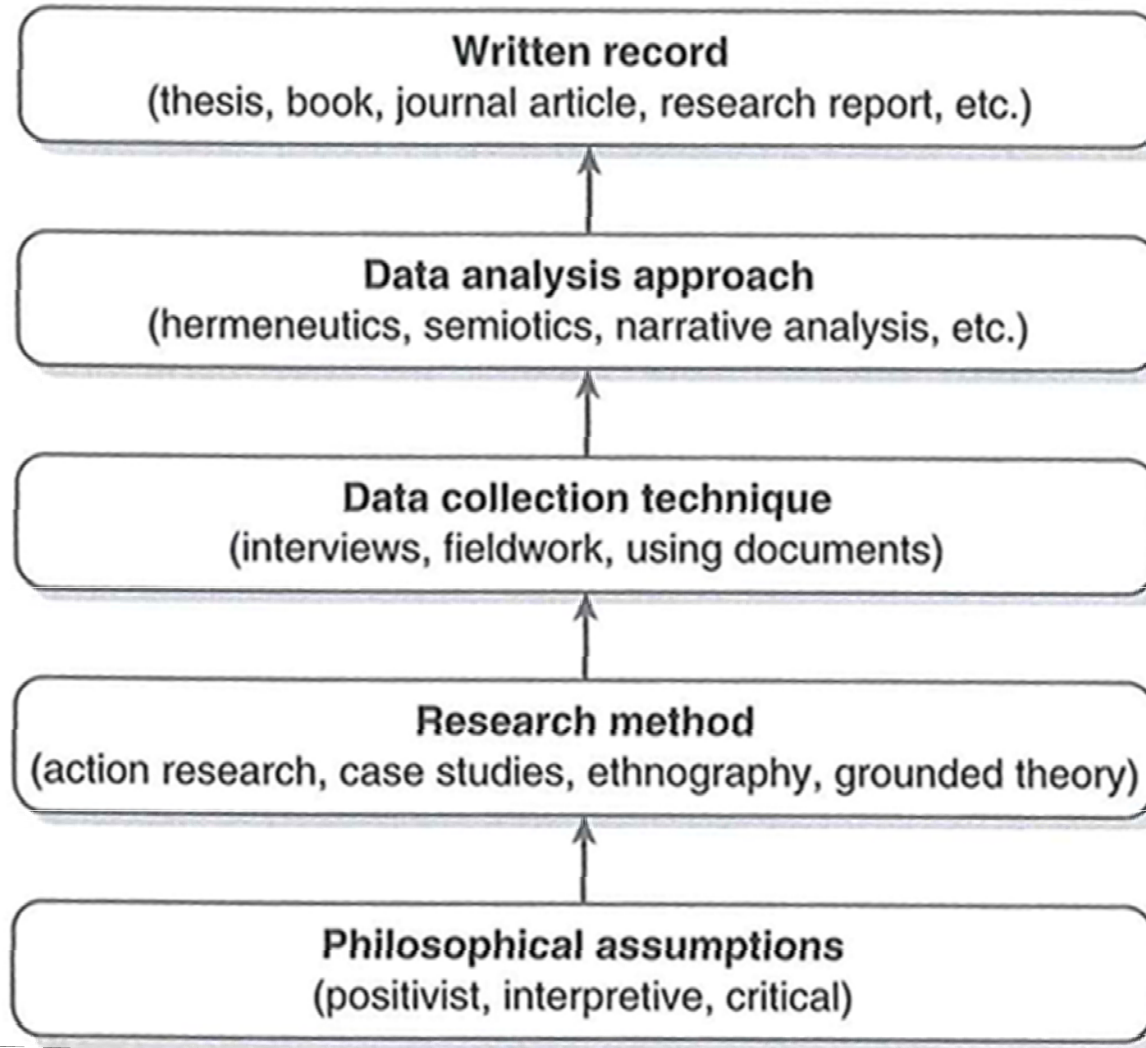 Written record
(thesis, book, journal article, research report, etc.)
Data analysis approach
(hermeneutics, semiotics, narrative analysis, etc.)
Data collection technique
(interviews, fieldwork, using documents)
Research method
(action research, case studies, ethnography, grounded theory)
Philosophical assumptions
(positivist, interpretive, critical)